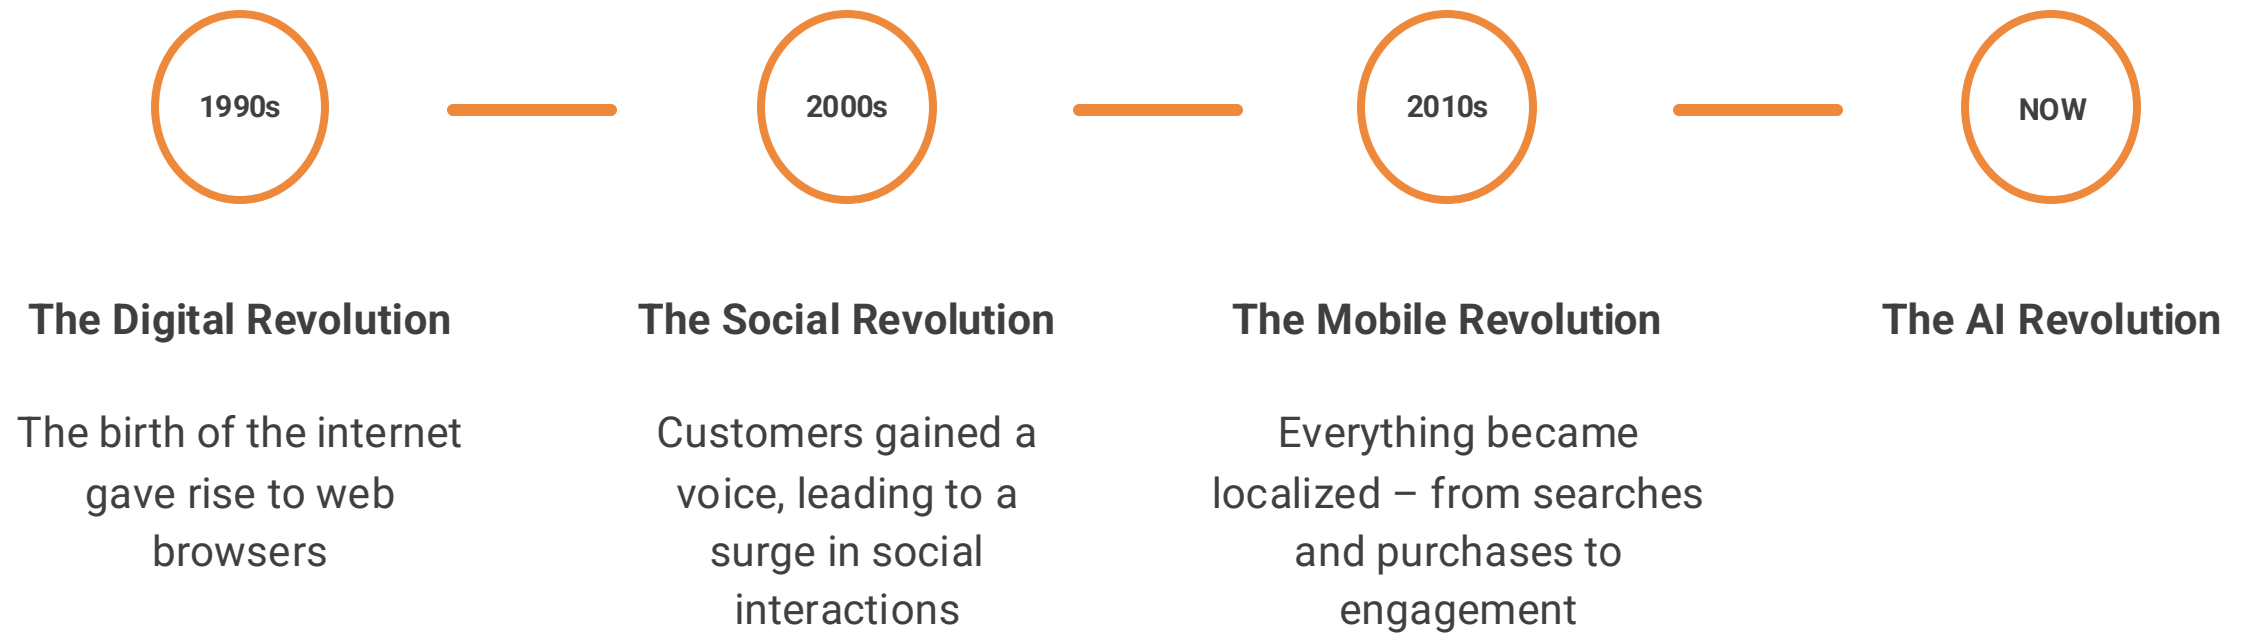 1990s
2000s
2010s
NOW
The Digital Revolution
The Social Revolution
The Mobile Revolution
The AI Revolution
The birth of the internet
gave rise to web
browsers
Customers gained a
voice, leading to a
surge in social
interactions
Everything became
localized – from searches
and purchases to
engagement